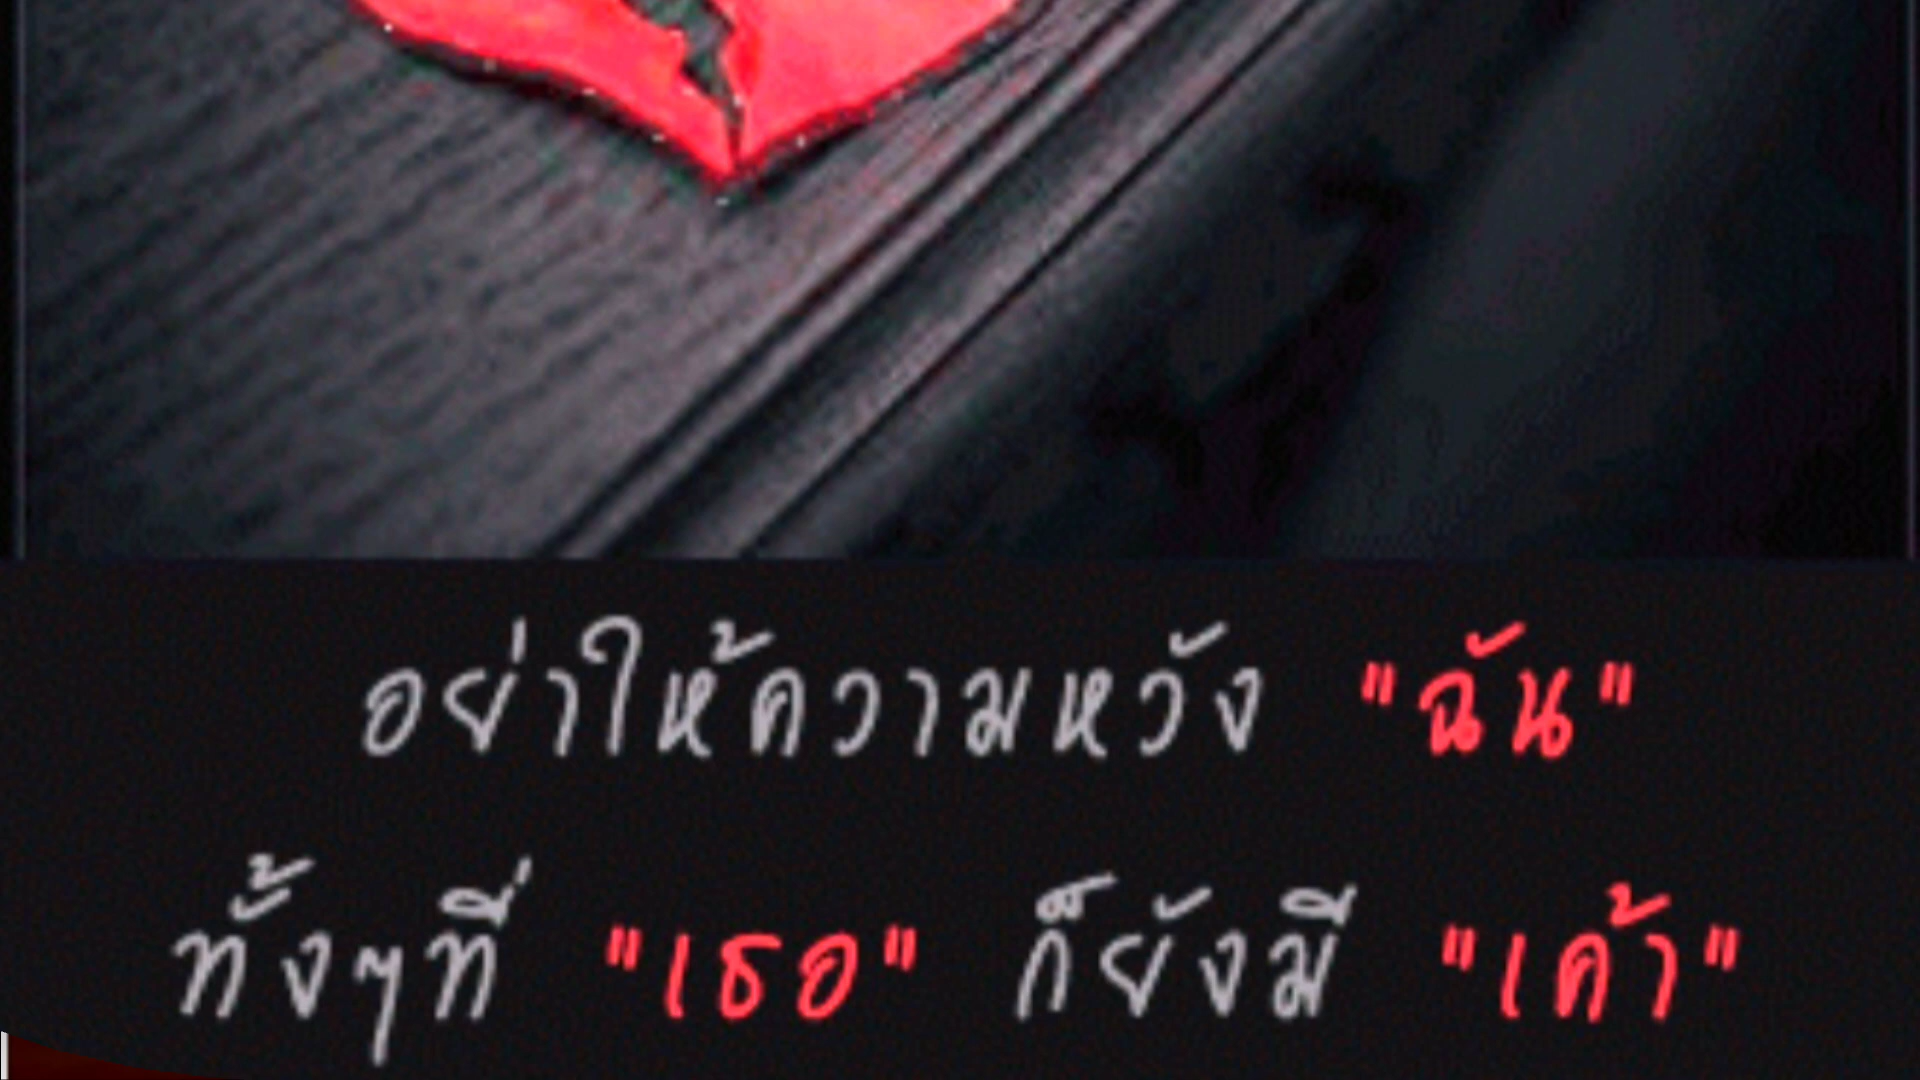 อย่าให้ความหวัง "ฉัน"
ทั้งๆที่ "เธอ" ก็ยังมี "เค้า"